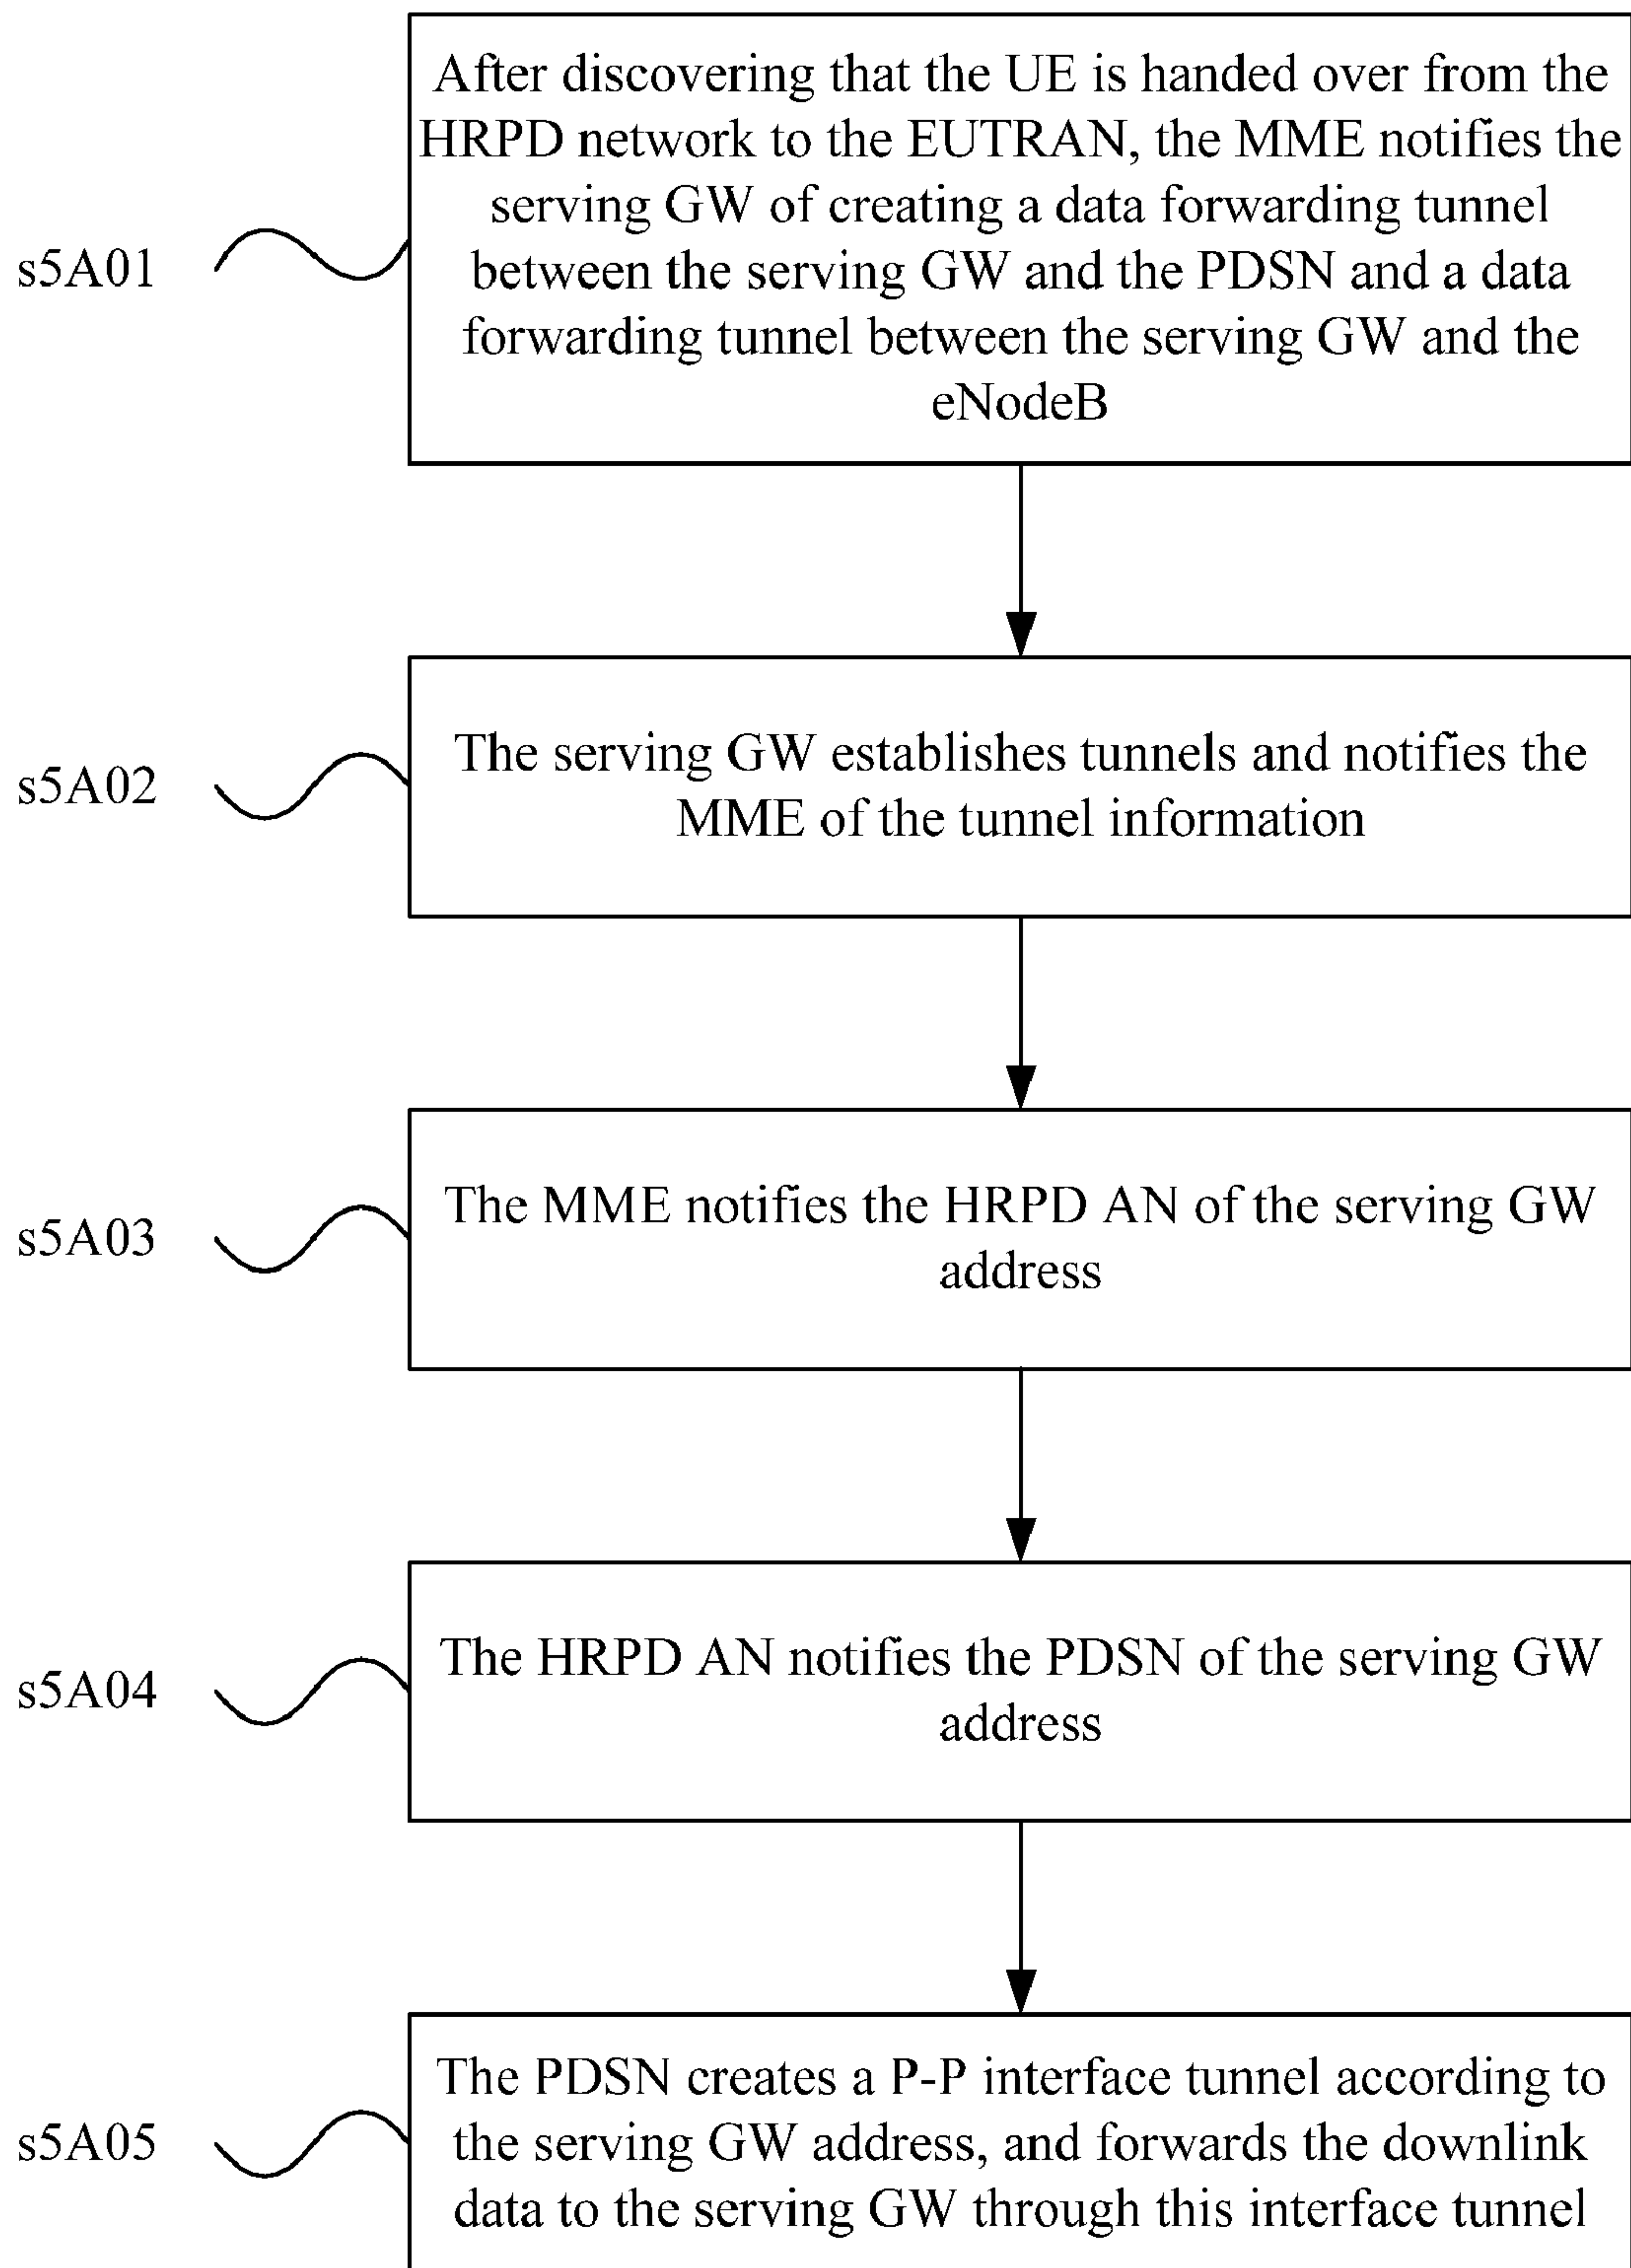 After discovering that the UE is handed over from the
HRPD network to the EUTRAN, the MME notifies the
serving GW of creating a data forwarding tunnel
between the serving GW and the PDSN and a data
forwarding tunnel between the serving GW and the
eNodeB
s5A01
The serving GW establishes tunnels and notifies the
MME of the tunnel information
s5A02
The MME notifies the HRPD AN of the serving GW
address
s5A03
The HRPD AN notifies the PDSN of the serving GW
address
s5A04
The PDSN creates a P-P interface tunnel according to
the serving GW address, and forwards the downlink
data to the serving GW through this interface tunnel
s5A05